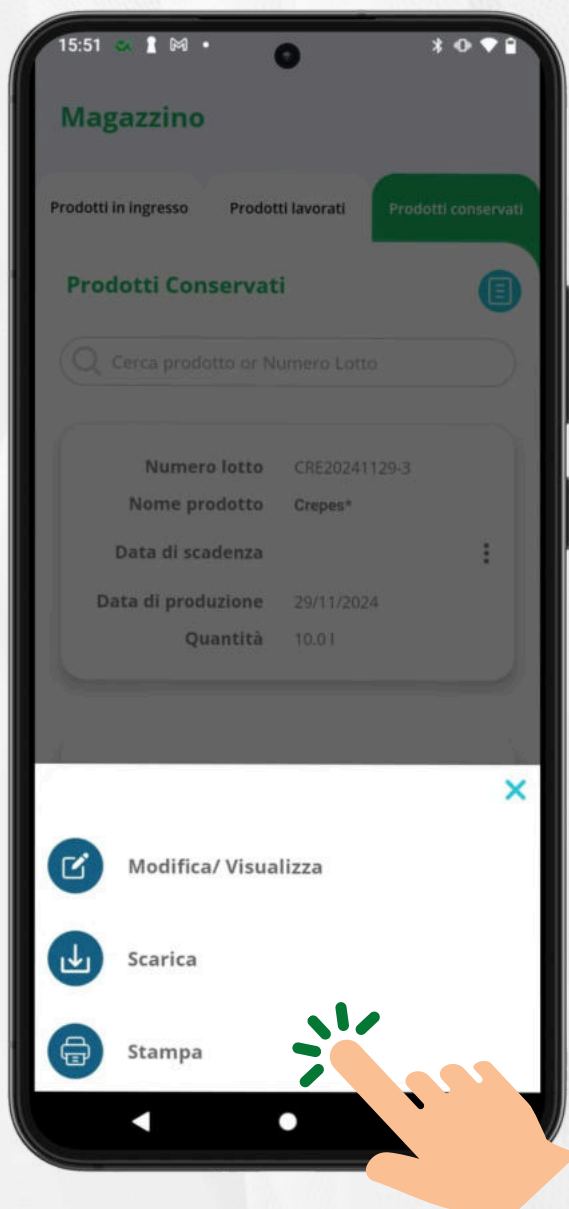 15:51
Magazzino
Prodotti in ingresso Prodotti lavorati Prodotti conservati
Prodotti Conservati
Cerca prodotto or Numero Lotto
Numero lotto CRE20241129-3
Nome prodotto Crepes*
Data di scadenza
Data di produzione 29/11/2024
Quantità 10.0 l
Modifica/ Visualizza
Scarica
Stampa